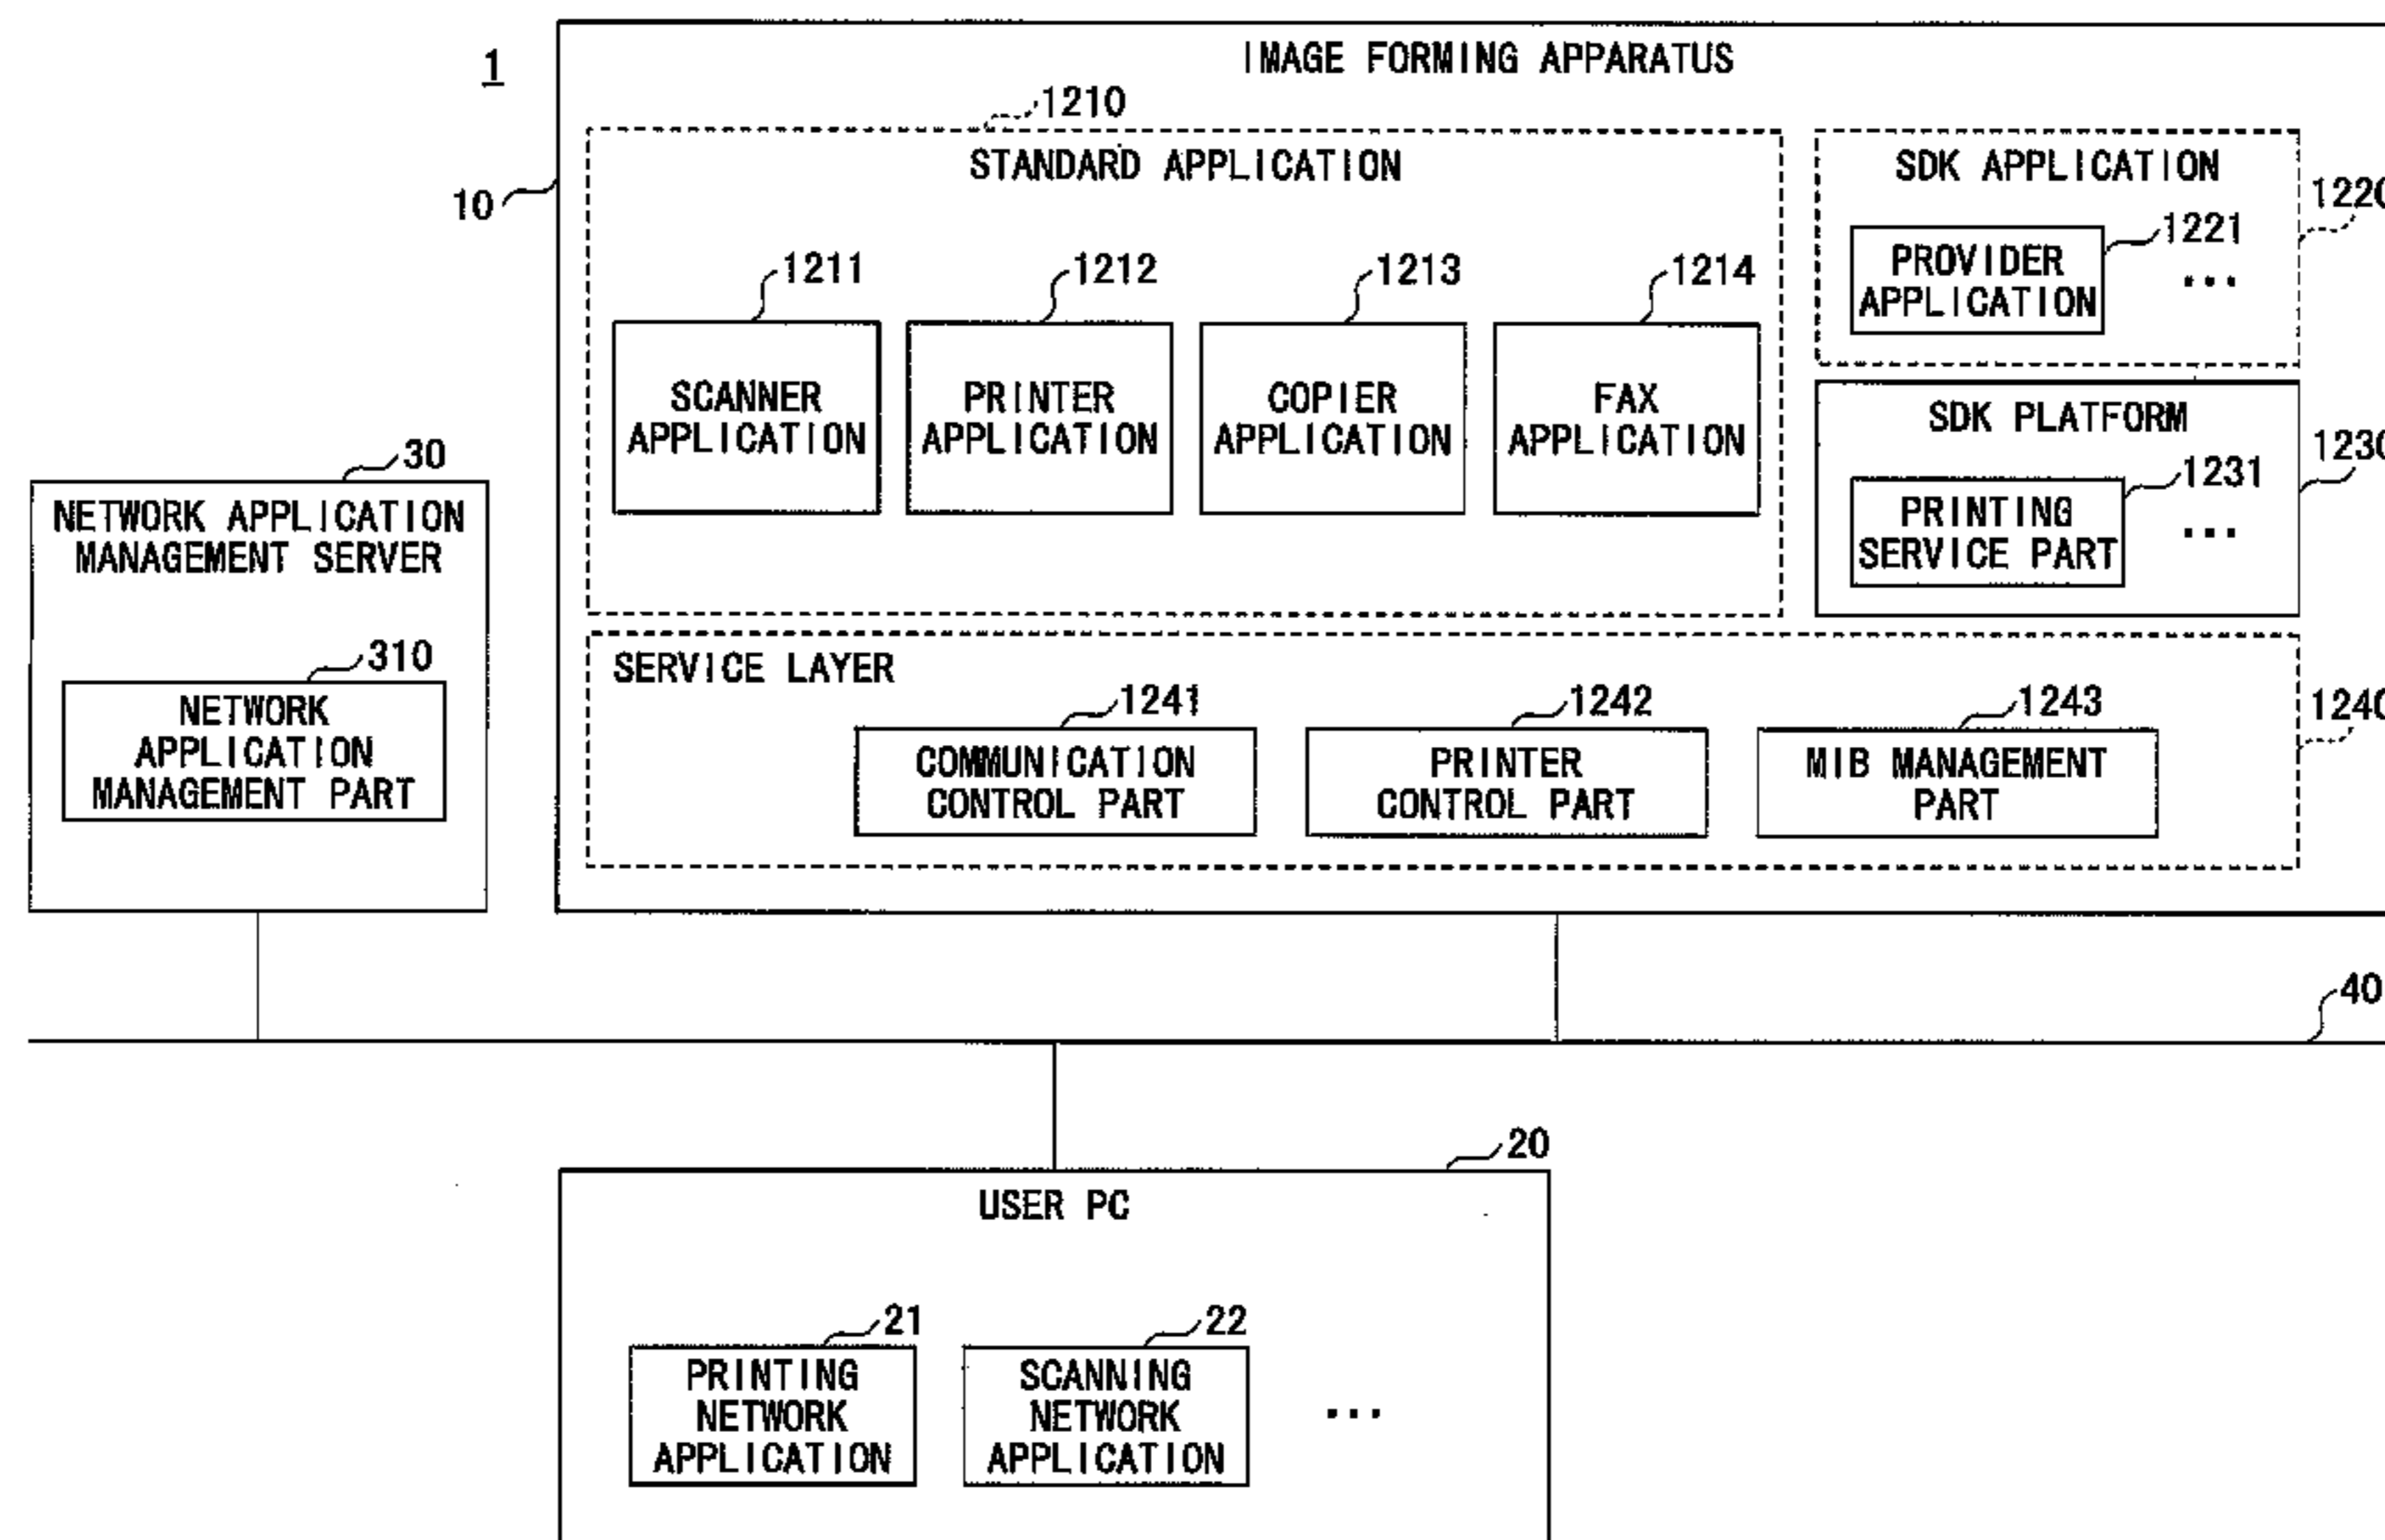 1
IMAGE FORMING APPARATUS
10
1210
STANDARD APPLICATION
1211
SCANNER
APPLICATION
1212
PRINTER
APPLICATION
1213
COPIER
APPLICATION
1214
FAX
APPLICATION
SDK APPLICATION
1220
1221
PROVIDER
APPLICATION
...
SDK PLATFORM
1230
1231
PRINTING
SERVICE PART
...
SERVICE LAYER
1240
1241
COMMUNICATION
CONTROL PART
1242
PRINTER
CONTROL PART
1243
MIB MANAGEMENT
PART
30
NETWORK APPLICATION
MANAGEMENT SERVER
310
NETWORK
APPLICATION
MANAGEMENT PART
40
20
USER PC
21
PRINTING
NETWORK
APPLICATION
22
SCANNING
NETWORK
APPLICATION
...